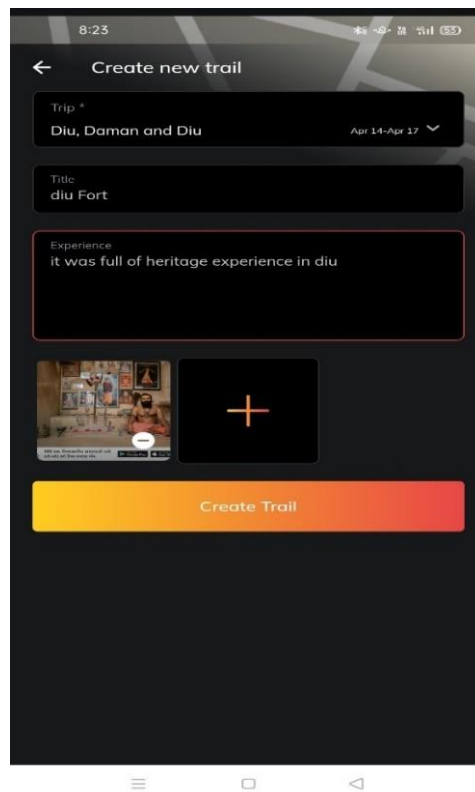 8:23
Create new trail
Trip *
Diu, Daman and Diu
Apr 14-Apr 17
Title
diu Fort
Experience
it was full of heritage experience in diu
Create Trail